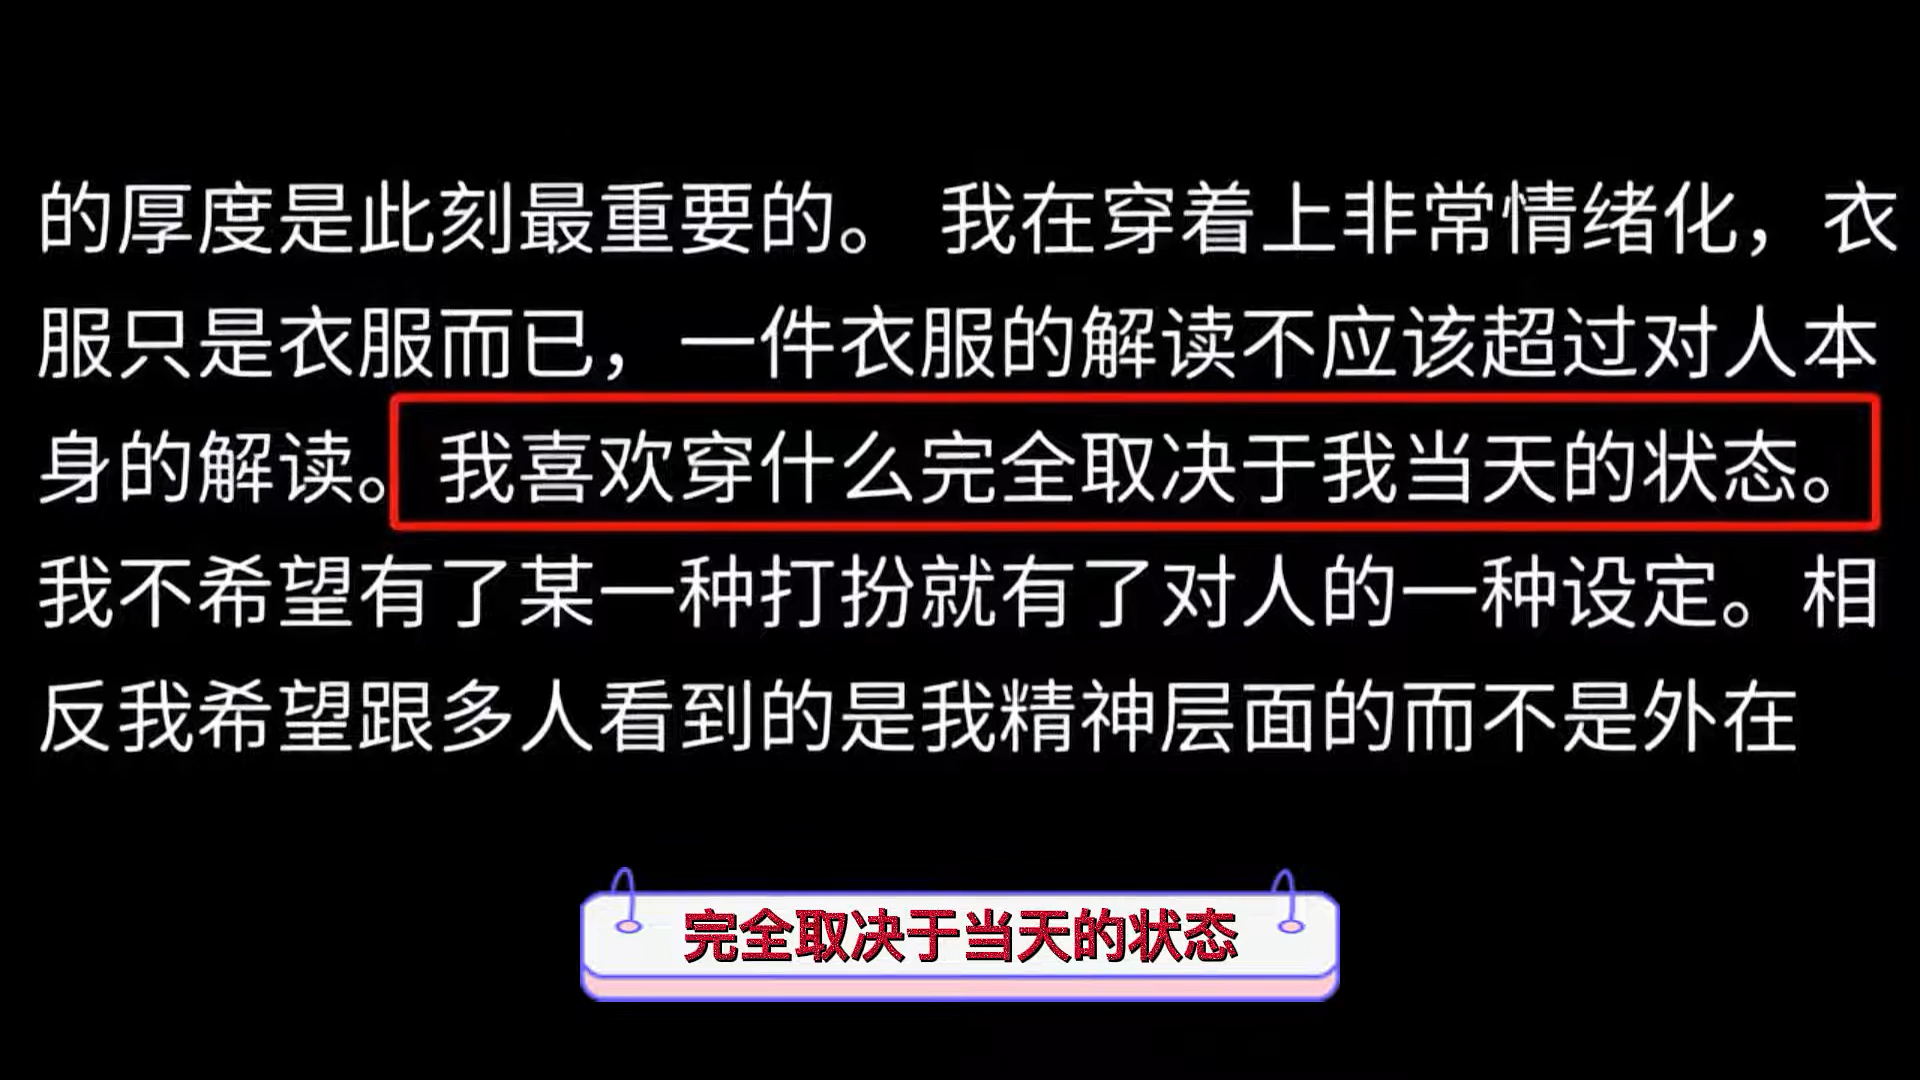 的厚度是此刻最重要的。 我在穿着上非常情绪化，衣
服只是衣服而已，一件衣服的解读不应该超过对人本
身的解读。 我喜欢穿什么完全取决于我当天的状态。
我不希望有了某一种打扮就有了对人的一种设定。相
反我希望跟多人看到的是我精神层面的而不是外在
完全取决于当天的状态